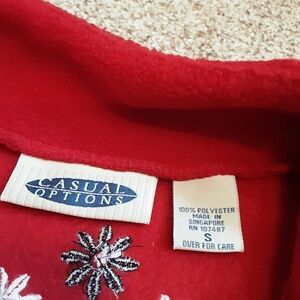 CASUAL
OPTIONS
100% POLYESTER
MADE IN
SINGAPORE
RN 107487
S
OVER FOR CARE